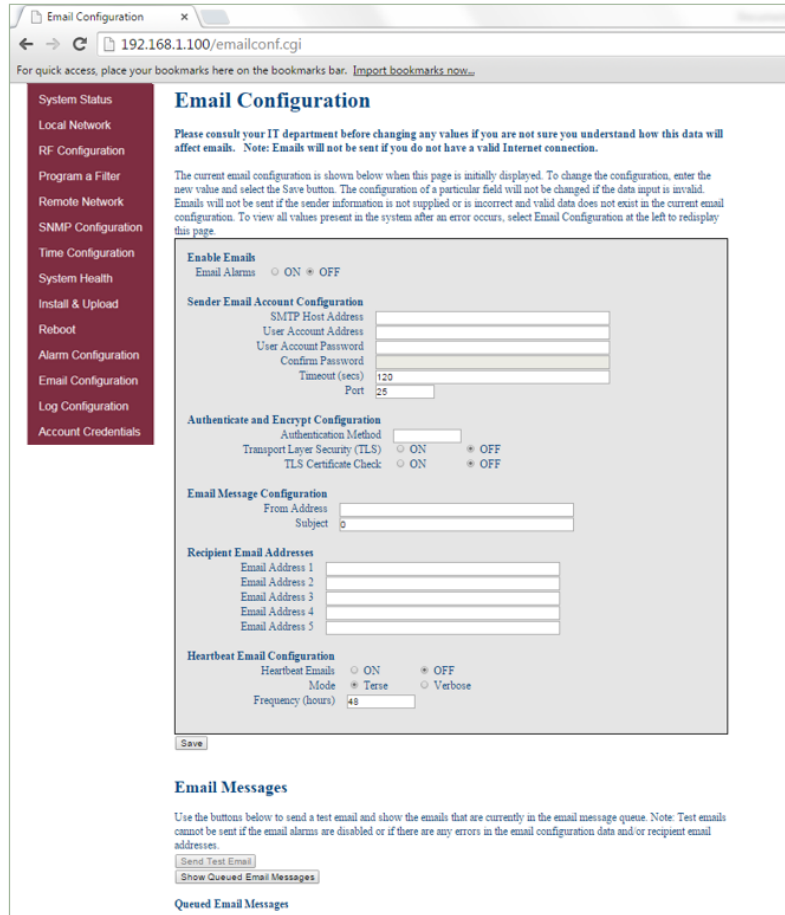 Email Configuration
192.168.1.100/emailconf.cgi
For quick access, place your bookmarks here on the bookmarks bar. Import bookmarks now...
System Status
Local Network
RF Configuration
Program a Filter
Remote Network
SNMP Configuration
Time Configuration
System Health
Install & Upload
Reboot
Alarm Configuration
Email Configuration
Log Configuration
Account Credentials
Email Configuration
Please consult your IT department before changing any values if you are not sure you understand how this data will
affect emails. Note: Emails will not be sent if you do not have a valid Internet connection.
The current email configuration is shown below when this page is initially displayed. To change the configuration, enter the
new value and select the Save button. The configuration of a particular field will not be changed if the data input is invalid.
Emails will not be sent if the sender information is not supplied or is incorrect and valid data does not exist in the current email
configuration. To view all values present in the system after an error occurs, select Email Configuration at the left to redisplay
this page.
Enable Emails
Email Alarms ON OFF
Sender Email Account Configuration
SMTP Host Address
User Account Address
User Account Password
Confirm Password
Timeout (secs) 120
Port 25
Authenticate and Encrypt Configuration
Authentication Method
Transport Layer Security (TLS) ON OFF
TLS Certificate Check ON OFF
Email Message Configuration
From Address
Subject 0
Recipient Email Addresses
Email Address 1
Email Address 2
Email Address 3
Email Address 4
Email Address 5
Heartbeat Email Configuration
Heartbeat Emails ON OFF
Mode Terse Verbose
Frequency (hours) 48
Save
Email Messages
Use the buttons below to send a test email and show the emails that are currently in the email message queue. Note: Test emails
cannot be sent if the email alarms are disabled or if there are any errors in the email configuration data and/or recipient email
addresses.
Send Test Email
Show Queued Email Messages
Queued Email Messages